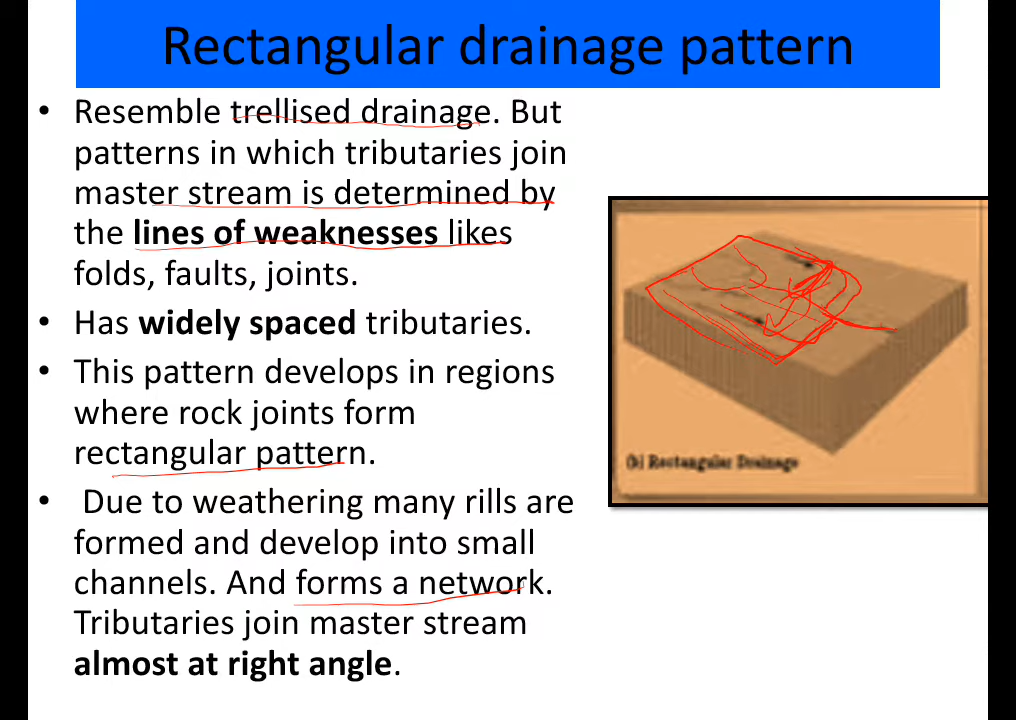 Rectangular drainage pattern
• Resemble trellised drainage. But
patterns in which tributaries join
master stream is determined by
the lines of weaknesses likes
folds, faults, joints.
• Has widely spaced tributaries.
• This pattern develops in regions
where rock joints form
rectangular pattern.
• Due to weathering many rills are
formed and develop into small
channels. And forms a network.
Tributaries join master stream
almost at right angle.
(b) Rectangular Drainage